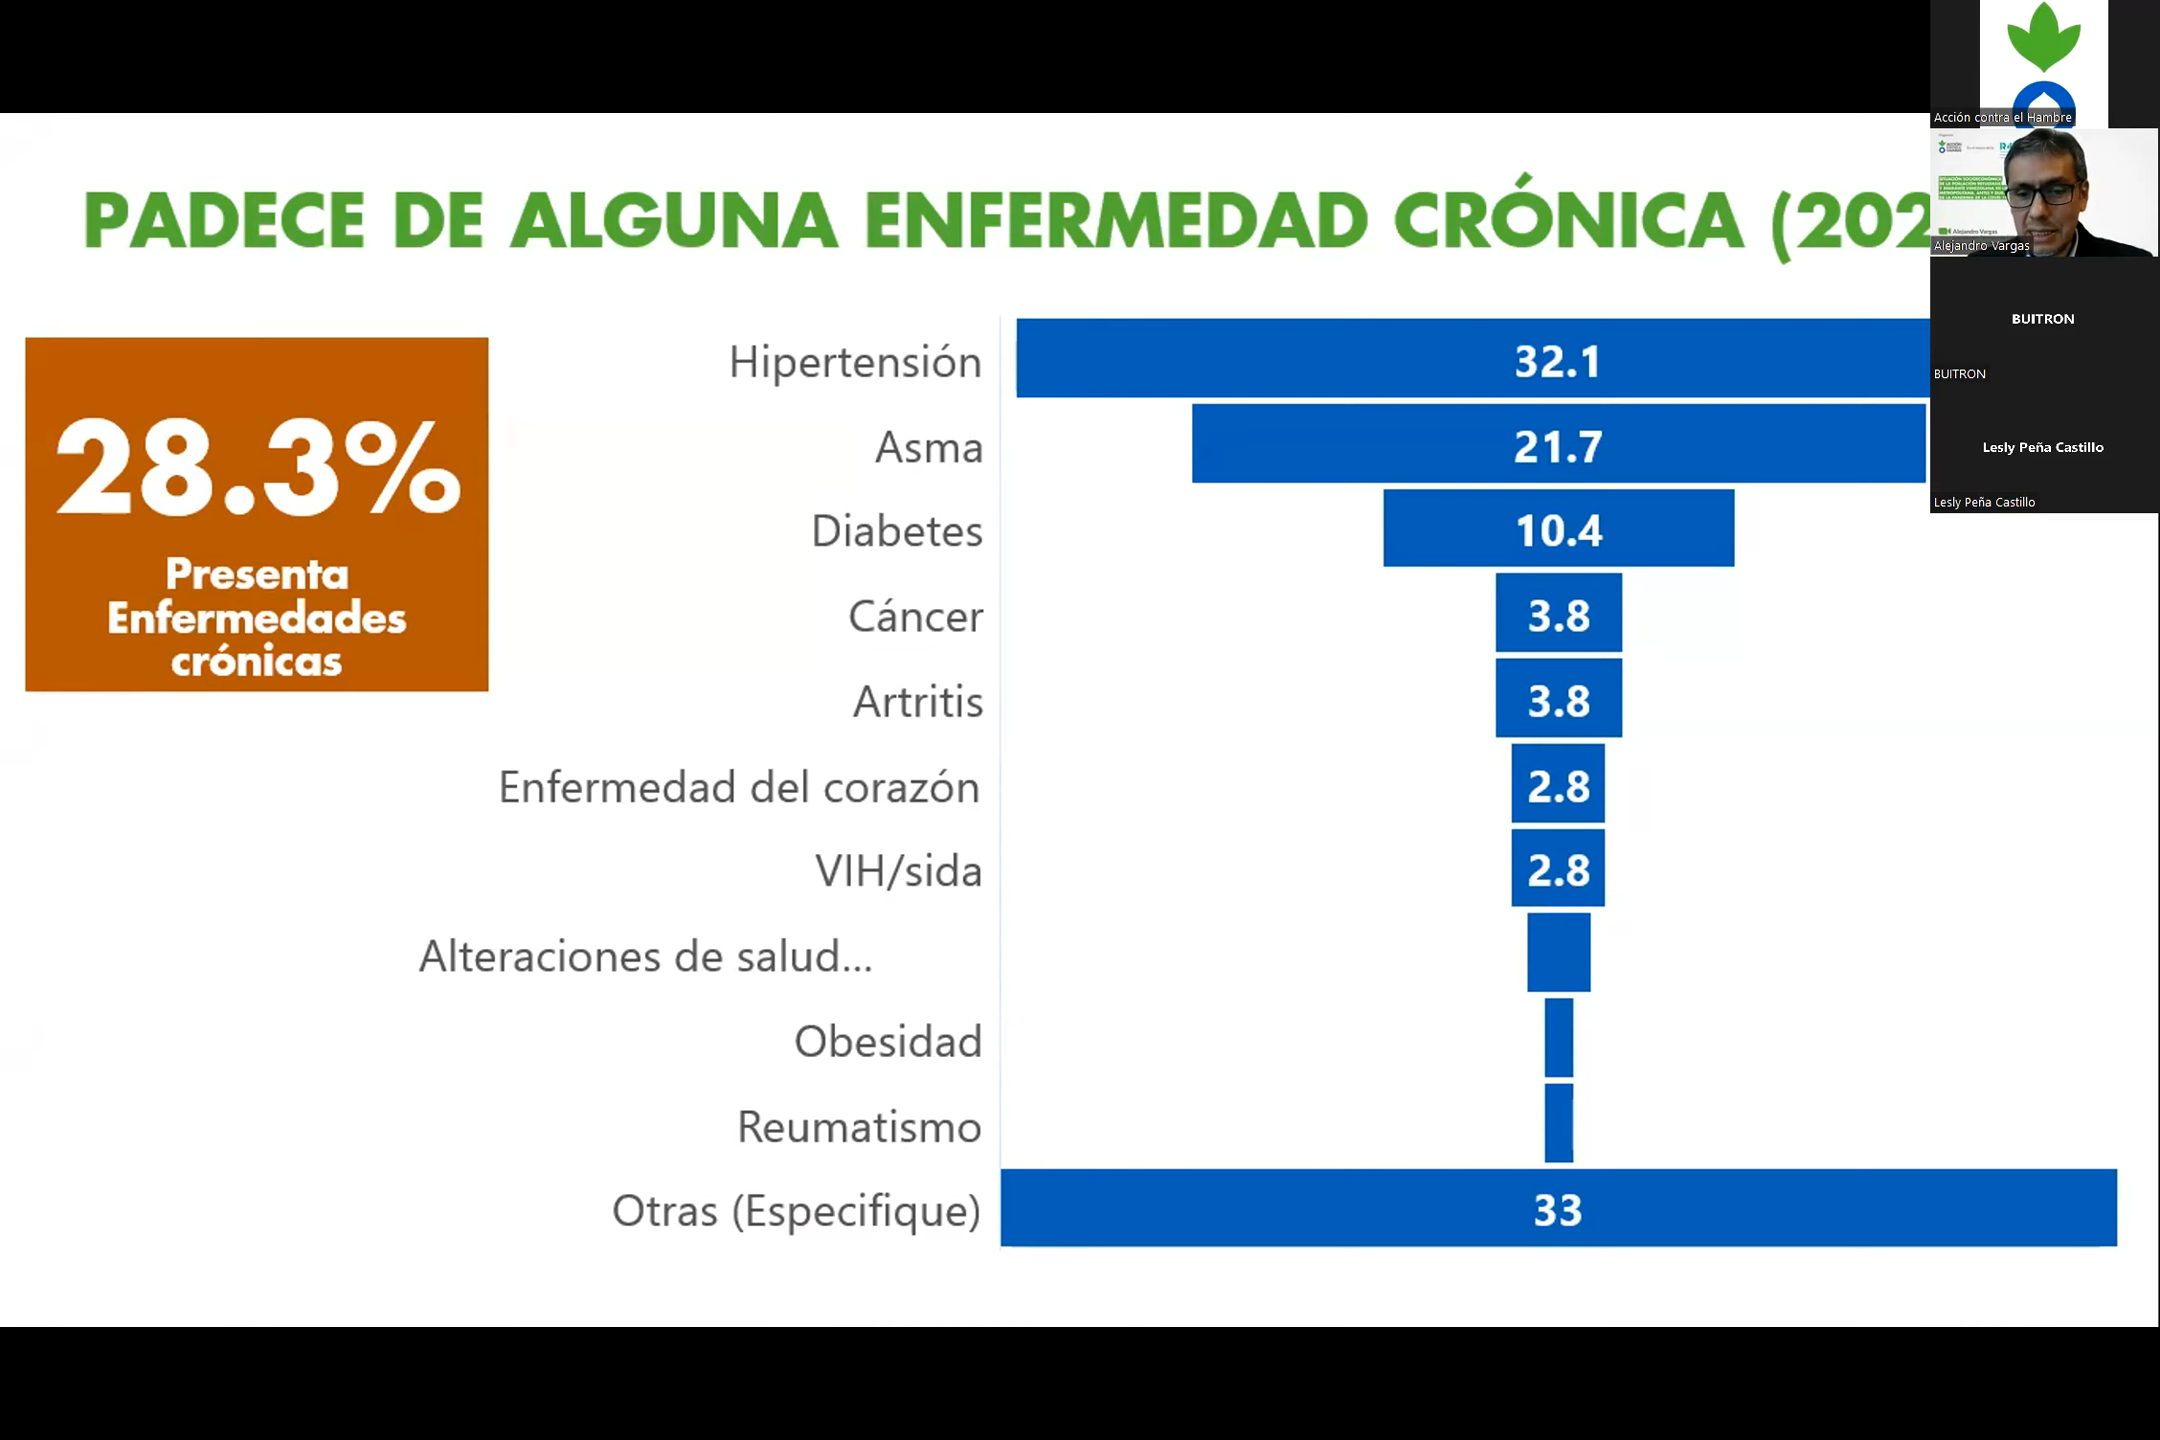 PADECE DE ALGUNA ENFERMEDAD CRÓNICA (202
28.3%
Presenta
Enfermedades
crónicas
Hipertensión 32.1
Asma 21.7
Diabetes 10.4
Cáncer 3.8
Artritis 3.8
Enfermedad del corazón 2.8
VIH/sida 2.8
Alteraciones de salud...
Obesidad
Reumatismo
Otras (Especifique) 33
Acción contra el Hambre
Alejandro Vargas
Alejandro Vargas
BUITRON
BUITRON
Lesly Peña Castillo
Lesly Peña Castillo